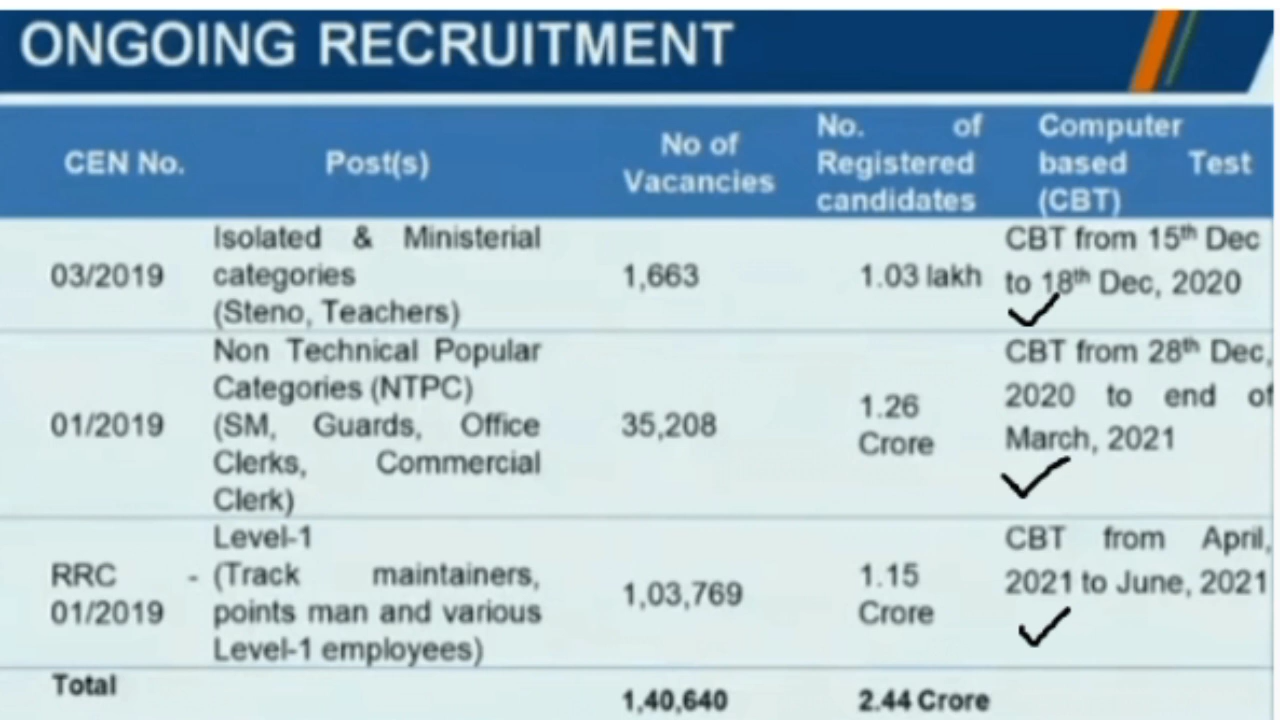 ONGOING RECRUITMENT
CEN No.
Post(s)
No of
Vacancies
No. of
Registered
candidates
Computer
based Test
(CBT)
03/2019
Isolated & Ministerial
categories
(Steno, Teachers)
1,663
1.03 lakh
CBT from 15th Dec
to 18th Dec, 2020
01/2019
Non Technical Popular
Categories (NTPC)
(SM, Guards, Office
Clerks, Commercial
Clerk)
35,208
1.26
Crore
CBT from 28th Dec,
2020 to end of
March, 2021
RRC -
01/2019
Level-1
(Track maintainers,
points man and various
Level-1 employees)
1,03,769
1.15
Crore
CBT from April,
2021 to June, 2021
Total
1,40,640
2.44 Crore